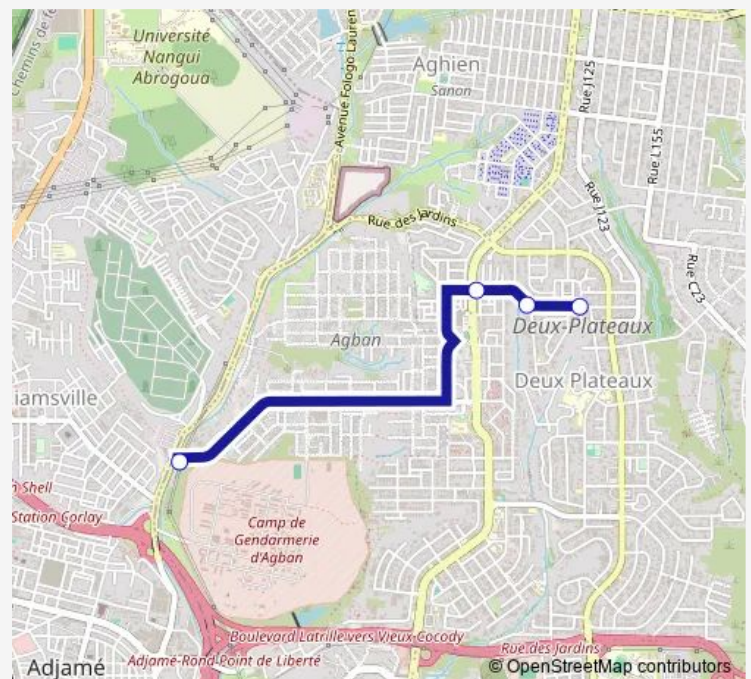 Chemins de fe
Université
Nangui
Abrogoua
Avenue Fologo Lauren
Aghien
Sanon
Rue J125
Rue L155
Rue J123
Rue des Jardins
Rue C23
Deux-Plateaux
Agban
Deux Plateaux
iamsville
n Shell
Station Corlay
Camp de
Gendarmerie
d'Agban
Boulevard Latrille vers Vieux Cocody
Rue des Jardins
Adjamé
Adjamé-Rond-Point de Liberté
© OpenStreetMap contributors